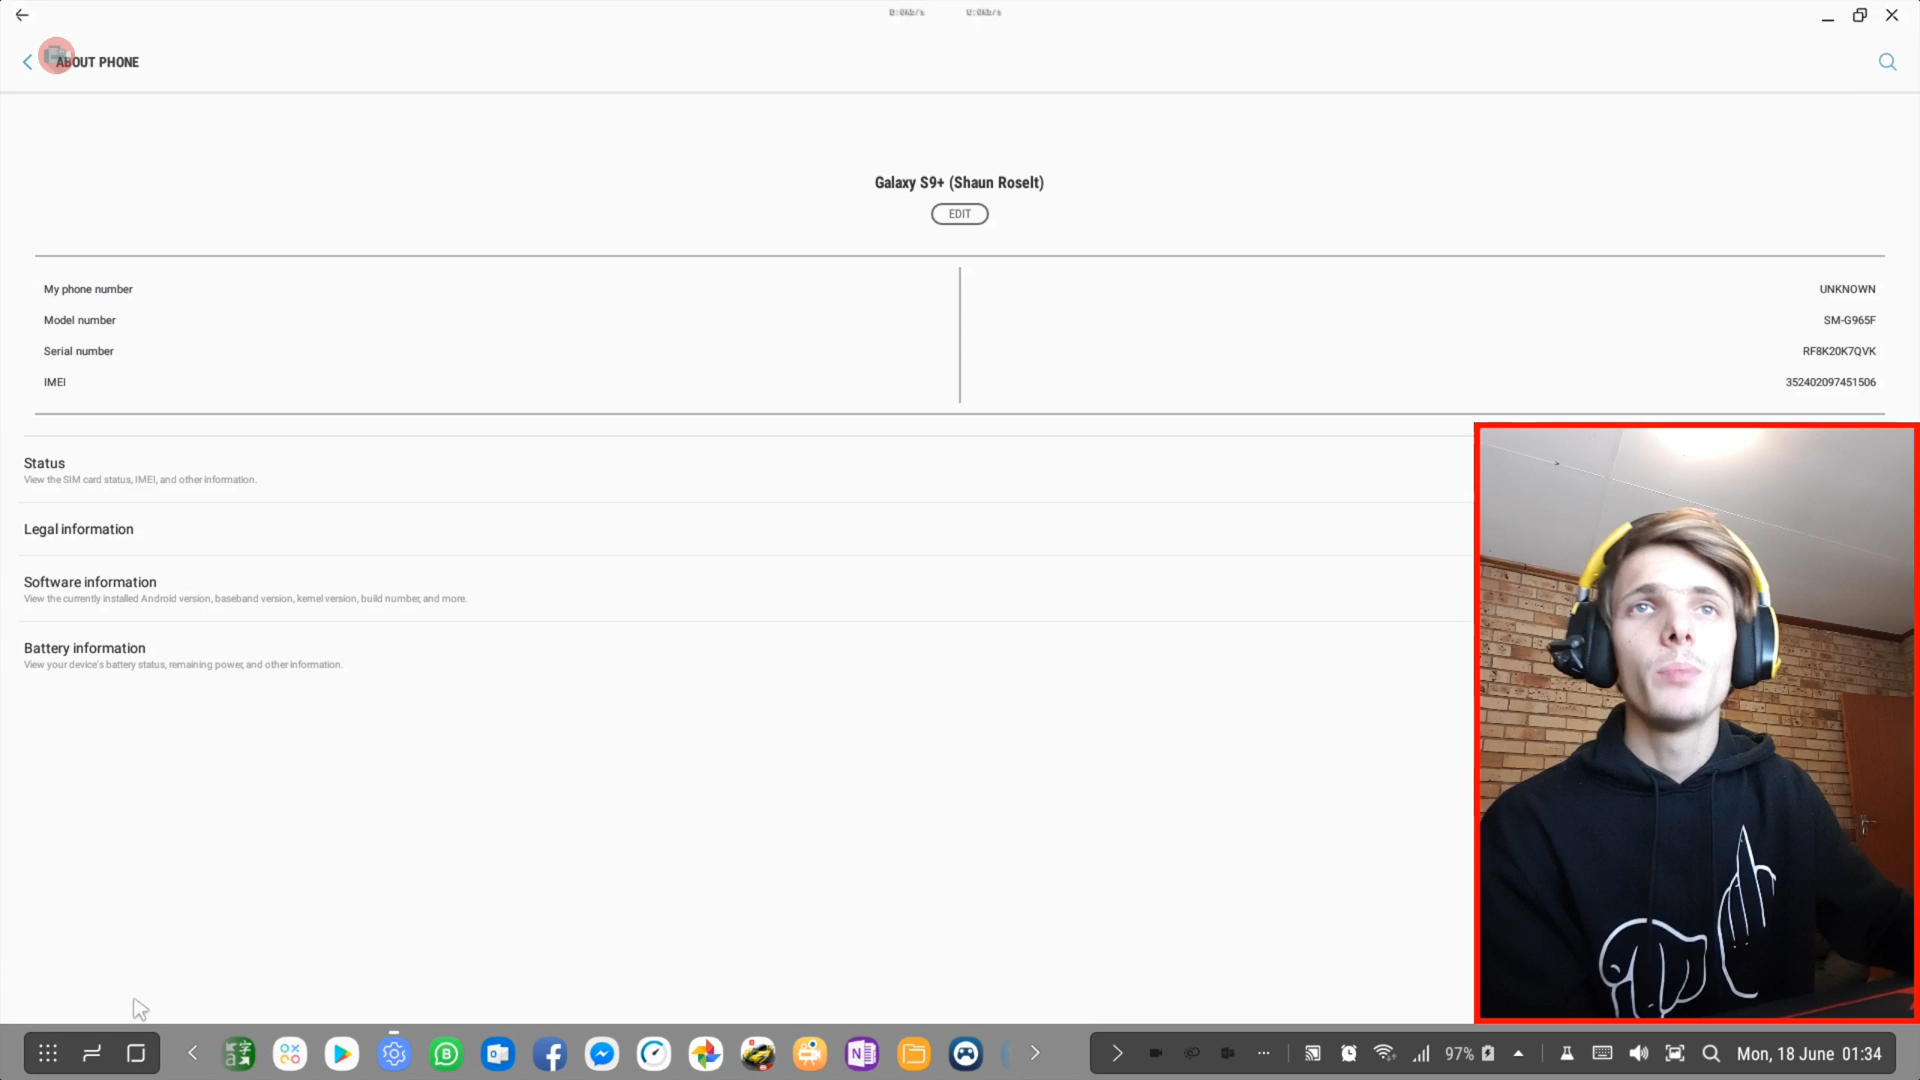 ABOUT PHONE
Galaxy S9+ (Shaun Roselt)
EDIT
My phone number
UNKNOWN
Model number
SM-G965F
Serial number
RF8K20K7QVK
IMEI
352402097451506
Status
View the SIM card status, IMEI, and other information.
Legal information
Software information
View the currently installed Android version, baseband version, kernel version, build number, and more.
Battery information
View your device's battery status, remaining power, and other information.
97%
Mon, 18 June 01:34